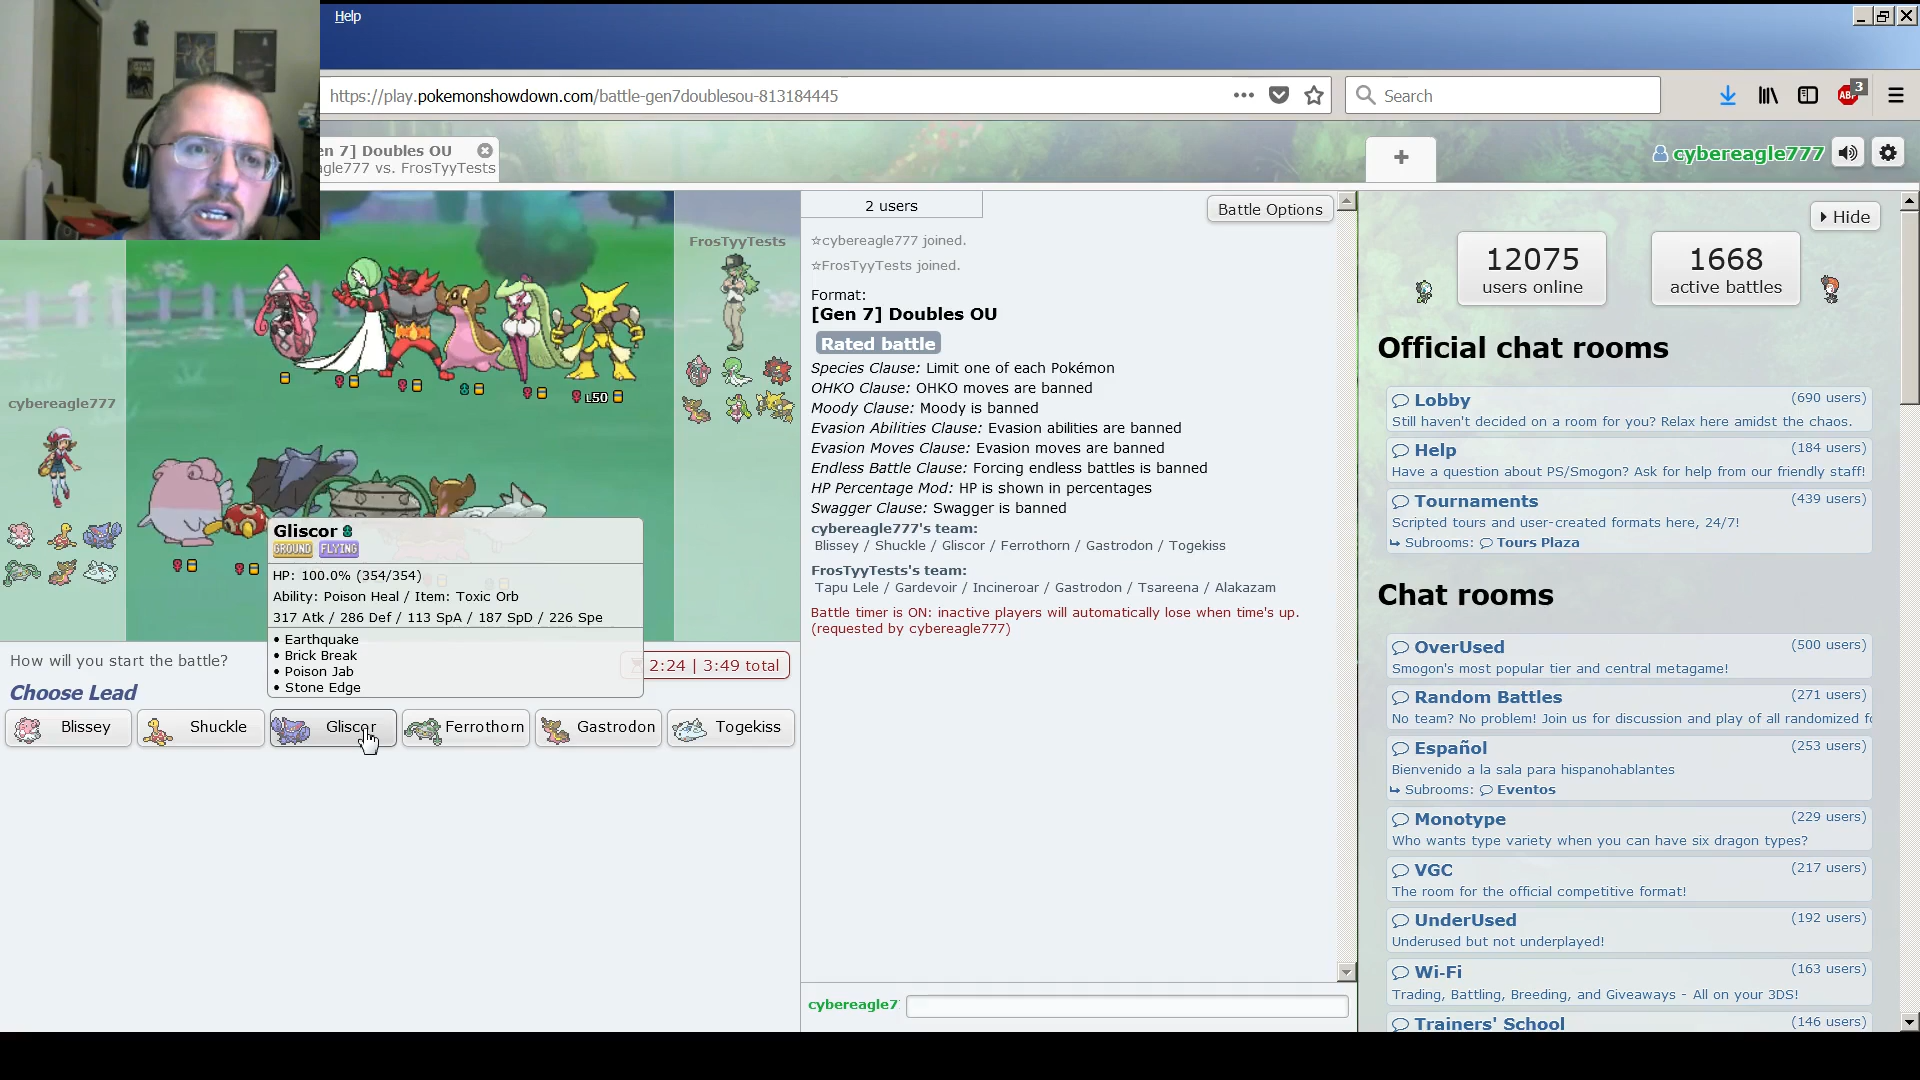 Help
https://play.pokemonshowdown.com/battle-gen7doublesou-813184445
Search
ABP
3
en 7] Doubles OU
agle777 vs. FrosTyyTests
+
cybereagle777
2 users
Battle Options
Hide
FrosTyyTests
cybereagle777
L50
☆cybereagle777 joined.
☆FrosTyyTests joined.
Format:
[Gen 7] Doubles OU
Rated battle
Species Clause: Limit one of each Pokémon
OHKO Clause: OHKO moves are banned
Moody Clause: Moody is banned
Evasion Abilities Clause: Evasion abilities are banned
Evasion Moves Clause: Evasion moves are banned
Endless Battle Clause: Forcing endless battles is banned
HP Percentage Mod: HP is shown in percentages
Swagger Clause: Swagger is banned
cybereagle777's team:
Blissey / Shuckle / Gliscor / Ferrothorn / Gastrodon / Togekiss
FrosTyyTests's team:
Tapu Lele / Gardevoir / Incineroar / Gastrodon / Tsareena / Alakazam
Battle timer is ON: inactive players will automatically lose when time's up.
(requested by cybereagle777)
Gliscor
GROUND FLYING
HP: 100.0% (354/354)
Ability: Poison Heal / Item: Toxic Orb
317 Atk / 286 Def / 113 SpA / 187 SpD / 226 Spe
• Earthquake
• Brick Break
• Poison Jab
• Stone Edge
How will you start the battle?
2:24 | 3:49 total
Choose Lead
Blissey
Shuckle
Gliscor
Ferrothorn
Gastrodon
Togekiss
cybereagle7
12075
users online
1668
active battles
Official chat rooms
Lobby
(690 users)
Still haven't decided on a room for you? Relax here amidst the chaos.
Help
(184 users)
Have a question about PS/Smogon? Ask for help from our friendly staff!
Tournaments
(439 users)
Scripted tours and user-created formats here, 24/7!
↳ Subrooms: Tours Plaza
Chat rooms
OverUsed
(500 users)
Smogon's most popular tier and central metagame!
Random Battles
(271 users)
No team? No problem! Join us for discussion and play of all randomized fo
Español
(253 users)
Bienvenido a la sala para hispanohablantes
↳ Subrooms: Eventos
Monotype
(229 users)
Who wants type variety when you can have six dragon types?
VGC
(217 users)
The room for the official competitive format!
UnderUsed
(192 users)
Underused but not underplayed!
Wi-Fi
(163 users)
Trading, Battling, Breeding, and Giveaways - All on your 3DS!
Trainers' School
(146 users)